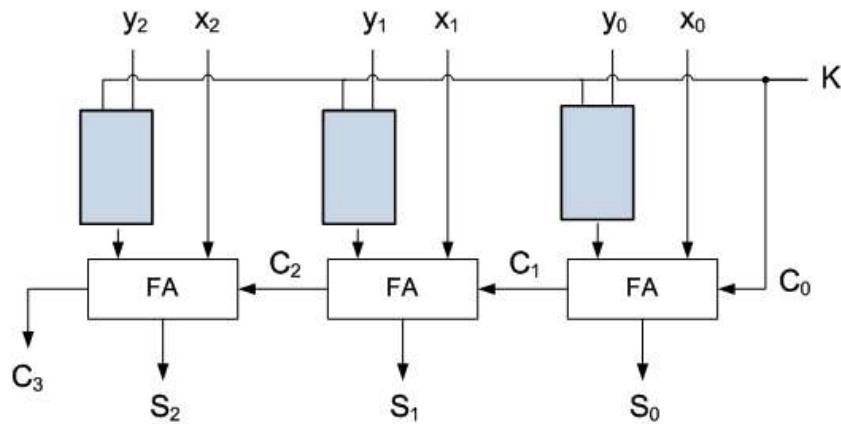 y₂ x₂ y₁ x₁ y₀ x₀
K
C₂ C₁ C₀
FA FA FA
C₃
S₂ S₁ S₀